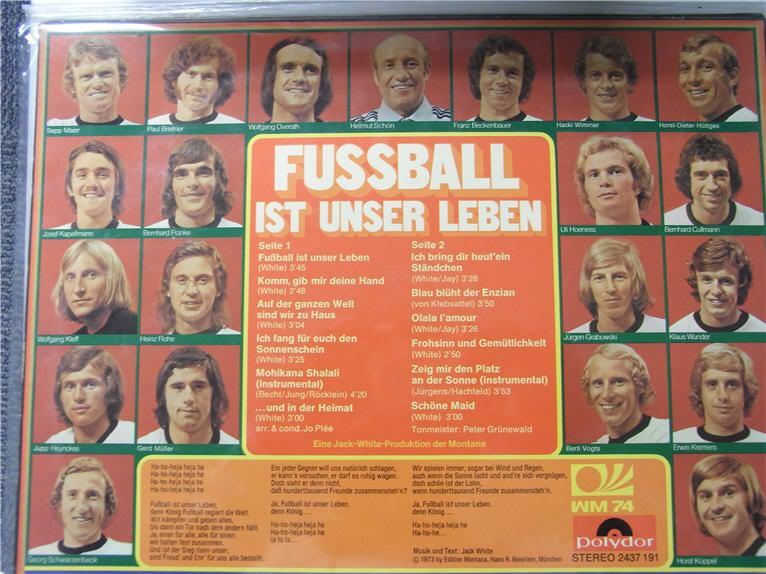 Sepp Maier
Paul Breitner
Wolfgang Overath
Helmut Schön
Franz Beckenbauer
Hacki Wimmer
Horst-Dieter Höttges
FUSSBALL
IST UNSER LEBEN
Josef Kapellmann
Bernhard Franke
Uli Hoeness
Bernhard Cullmann
Seite 1
Fußball ist unser Leben
(White) 3'45
Komm, gib mir deine Hand
(White) 2'48
Auf der ganzen Welt
sind wir zu Haus
(White) 3'04
Ich fang für euch den
Sonnenschein
(White) 3'25
Mohikana Shalali
(instrumental)
(Becht/Jung/Röcklein) 4'20
...und in der Heimat
(White) 3'00
arr. & cond. Jo Plée
Seite 2
Ich bring dir heut'ein
Ständchen
(White/Jay) 3'28
Blau blüht der Enzian
(von Klebsattel) 3'50
Olala l'amour
(White/Jay) 3'26
Frohsinn und Gemütlichkeit
(White) 2'50
Zeig mir den Platz
an der Sonne (instrumental)
(Jürgens/Hachfeld) 3'53
Schöne Maid
(White) 3'00
Tonmeister: Peter Grünewald
Eine Jack-White-Produktion der Montana
Wolfgang Kleff
Heinz Flohe
Jürgen Grabowski
Klaus Wunder
Jupp Heynckes
Gerd Müller
Berti Vogts
Erwin Kremers
Georg Schwarzenbeck
Horst Köppel
Ha-ho-heja heja he
Ha-ho-heja heja he
Ha-ho-heja heja he
Ha-ho-heja heja he
Fußball ist unser Leben,
denn König Fußball regiert die Welt.
Wir kämpfen und geben alles,
bis dann ein Tor nach dem andern fällt.
Ja, einer für alle, alle für einen,
wir halten fest zusammen.
Und ist der Sieg dann unser,
sind Freud' und Ehr' für uns alle bestellt.
Ein jeder Gegner will uns natürlich schlagen,
er kann's versuchen, er darf es ruhig wagen.
Doch sieht er denn nicht,
daß hunderttausend Freunde zusammensteh'n?
Ja, Fußball ist unser Leben,
denn König...
Ha-ho-heja heja he
Ha-ho-heja heja he
la la la...
Wir spielen immer, sogar bei Wind und Regen,
auch wenn die Sonne lacht und and're sich vergnügen,
doch schön ist der Lohn,
wenn hunderttausend Freunde zusammensteh'n.
Ja, Fußball ist unser Leben,
denn König...
Ha-ho-heja heja he
Ha-ho-he...
Musik und Text: Jack White
© 1973 by Edition Montana, Hans R. Beierlein, München
WM 74
polydor
STEREO 2437 191